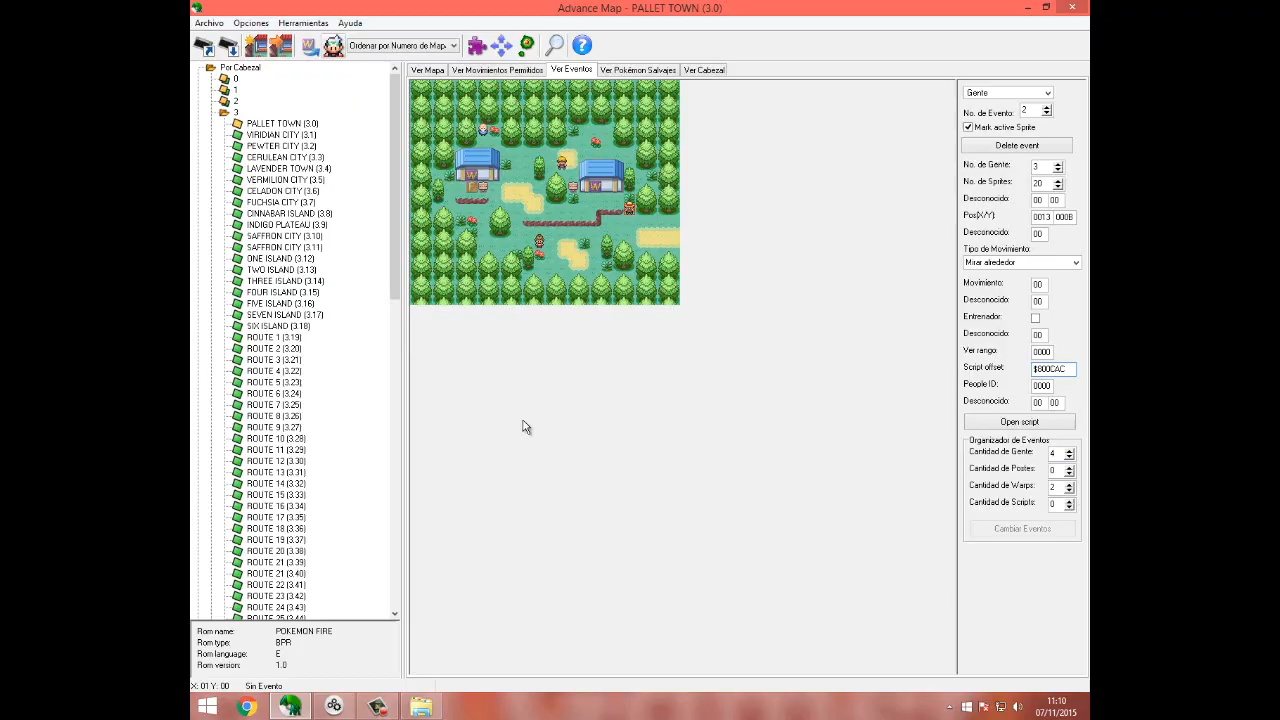 Advance Map - PALLET TOWN (3.0)
Archivo Opciones Herramientas Ayuda
Ordenar por Numero de Map
Por Cabezal
0
1
2
3
PALLET TOWN (3.0)
VIRIDIAN CITY (3.1)
PEWTER CITY (3.2)
CERULEAN CITY (3.3)
LAVENDER TOWN (3.4)
VERMILION CITY (3.5)
CELADON CITY (3.6)
FUCHSIA CITY (3.7)
CINNABAR ISLAND (3.8)
INDIGO PLATEAU (3.9)
SAFFRON CITY (3.10)
SAFFRON CITY (3.11)
ONE ISLAND (3.12)
TWO ISLAND (3.13)
THREE ISLAND (3.14)
FOUR ISLAND (3.15)
FIVE ISLAND (3.16)
SEVEN ISLAND (3.17)
SIX ISLAND (3.18)
ROUTE 1 (3.19)
ROUTE 2 (3.20)
ROUTE 3 (3.21)
ROUTE 4 (3.22)
ROUTE 5 (3.23)
ROUTE 6 (3.24)
ROUTE 7 (3.25)
ROUTE 8 (3.26)
ROUTE 9 (3.27)
ROUTE 10 (3.28)
ROUTE 11 (3.29)
ROUTE 12 (3.30)
ROUTE 13 (3.31)
ROUTE 14 (3.32)
ROUTE 15 (3.33)
ROUTE 16 (3.34)
ROUTE 17 (3.35)
ROUTE 18 (3.36)
ROUTE 19 (3.37)
ROUTE 20 (3.38)
ROUTE 21 (3.39)
ROUTE 21 (3.40)
ROUTE 22 (3.41)
ROUTE 23 (3.42)
ROUTE 24 (3.43)
ROUTE 25 (3.44)
Rom name: POKEMON FIRE
Rom type: BPR
Rom language: E
Rom version: 1.0
X: 01 Y: 00 Sin Evento
Ver Mapa Ver Movimientos Permitidos Ver Eventos Ver Pokémon Salvajes Ver Cabezal
W
W
P
Gente
No. de Evento: 2
Mark active Sprite
Delete event
No. de Gente: 3
No. de Sprites: 20
Desconocido: 00 00
Pos(X/Y): 0013 000B
Desconocido: 00
Tipo de Movimiento:
Mirar alrededor
Movimiento: 00
Desconocido: 00
Entrenador:
Desconocido: 00
Ver rango: 0000
Script offset: $800CAC
People ID: 0000
Desconocido: 00 00
Open script
Organizador de Eventos
Cantidad de Gente: 4
Cantidad de Postes: 0
Cantidad de Warps: 2
Cantidad de Scripts: 0
Cambiar Eventos
11:10
07/11/2015